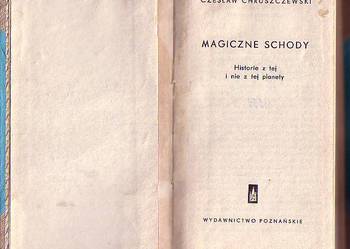 CZESŁAW CHRUSZCZEWSKI
MAGICZNE SCHODY
Historie z tej
i nie z tej planety
WYDAWNICTWO POZNAŃSKIE